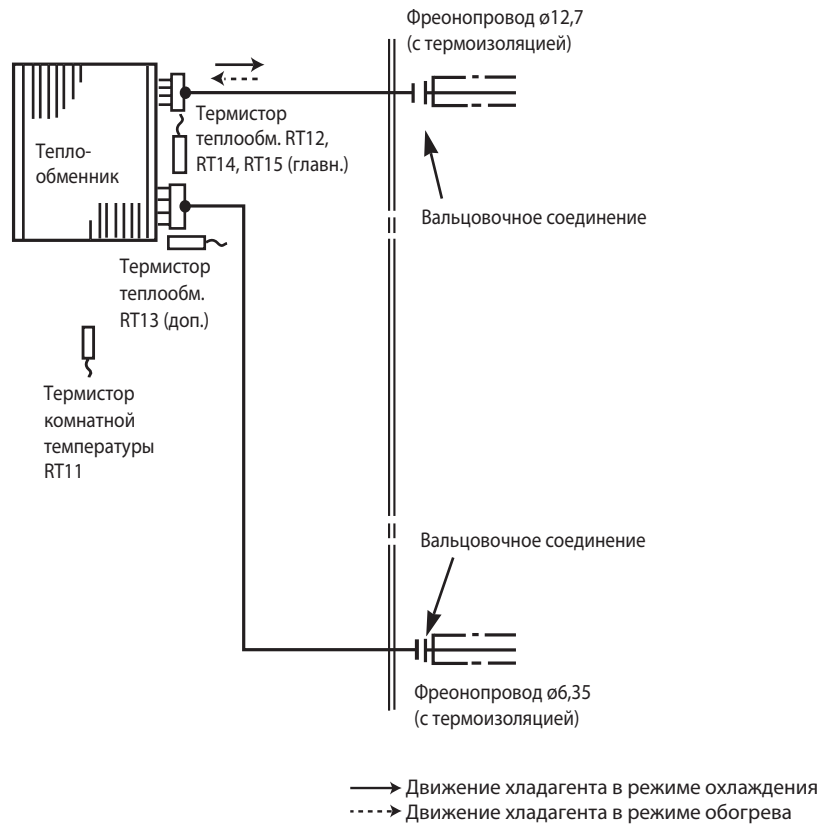 Фреонопровод ø12,7
(с термоизоляцией)
Термистор
теплообм. RT12,
RT14, RT15 (главн.)
Тепло-
обменник
Вальцовочное соединение
Термистор
теплообм.
RT13 (доп.)
Термистор
комнатной
температуры
RT11
Вальцовочное соединение
Фреонопровод ø6,35
(с термоизоляцией)
Движение хладагента в режиме охлаждения
Движение хладагента в режиме обогрева